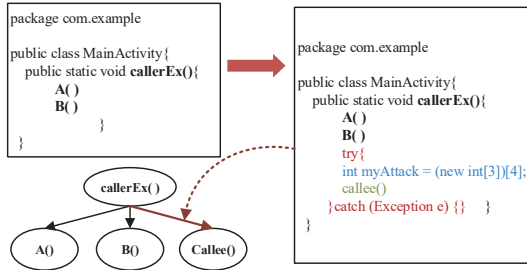 package com.example
public class MainActivity{
public static void callerEx(){
A( )
B( )
}
}
package com.example
public class MainActivity{
public static void callerEx(){
A( )
B( )
try{
int myAttack = (new int[3])[4];
callee()
}catch (Exception e) {} }
}
callerEx( )
A() B() Callee()